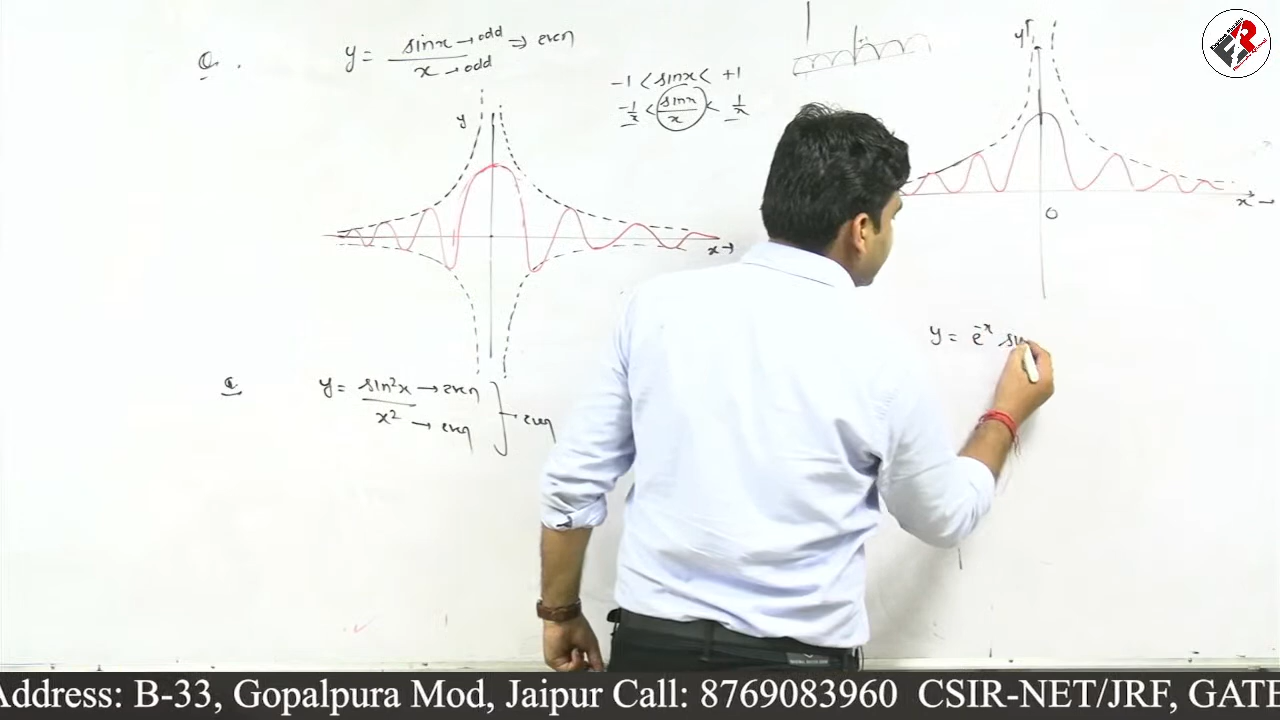 Q.
y = sinx → odd ⇒ even
x → odd
-1 < sinx < +1
-1/x < sinx/x < 1/x
y
x →
y↑
x →
O
Q
y = sin²x → even
x² → even
→ even
y = e⁻ˣ si
Address: B-33, Gopalpura Mod, Jaipur Call: 8769083960 CSIR-NET/JRF, GATE